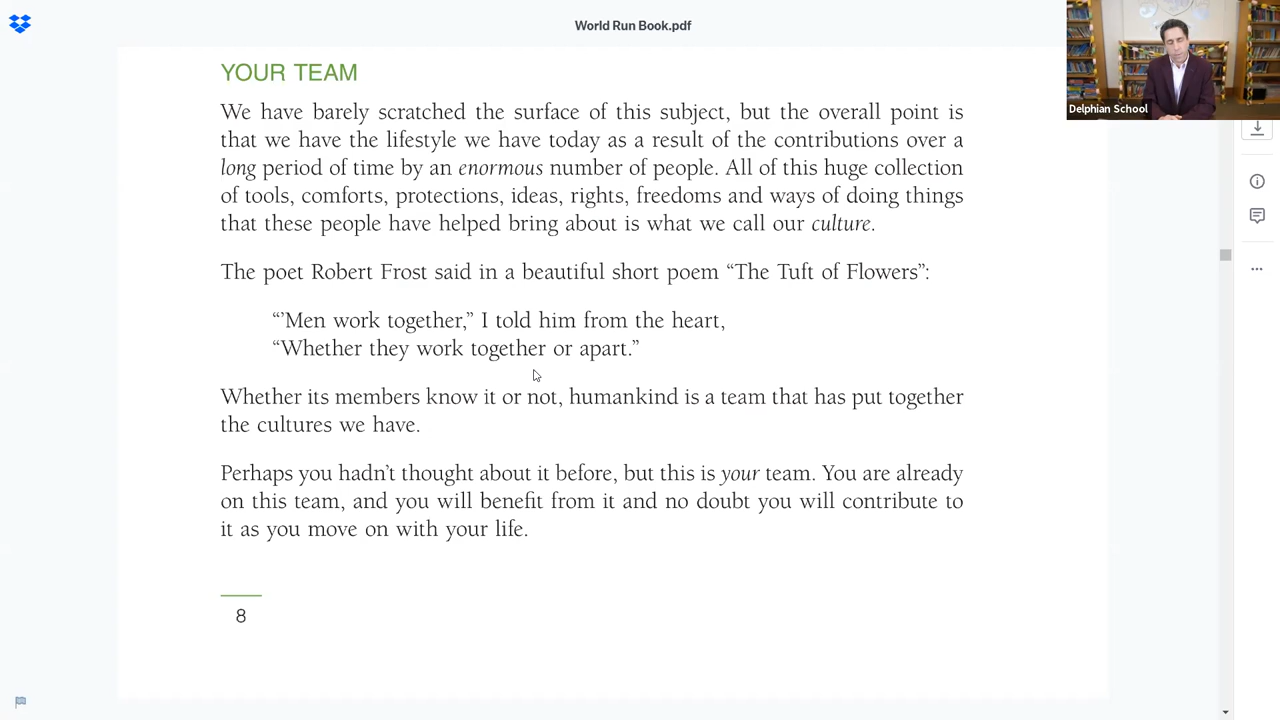 World Run Book.pdf
Delphian School
YOUR TEAM
We have barely scratched the surface of this subject, but the overall point is
that we have the lifestyle we have today as a result of the contributions over a
long period of time by an enormous number of people. All of this huge collection
of tools, comforts, protections, ideas, rights, freedoms and ways of doing things
that these people have helped bring about is what we call our culture.
The poet Robert Frost said in a beautiful short poem “The Tuft of Flowers”:
“’Men work together,” I told him from the heart,
“Whether they work together or apart.”
Whether its members know it or not, humankind is a team that has put together
the cultures we have.
Perhaps you hadn’t thought about it before, but this is your team. You are already
on this team, and you will benefit from it and no doubt you will contribute to
it as you move on with your life.
8